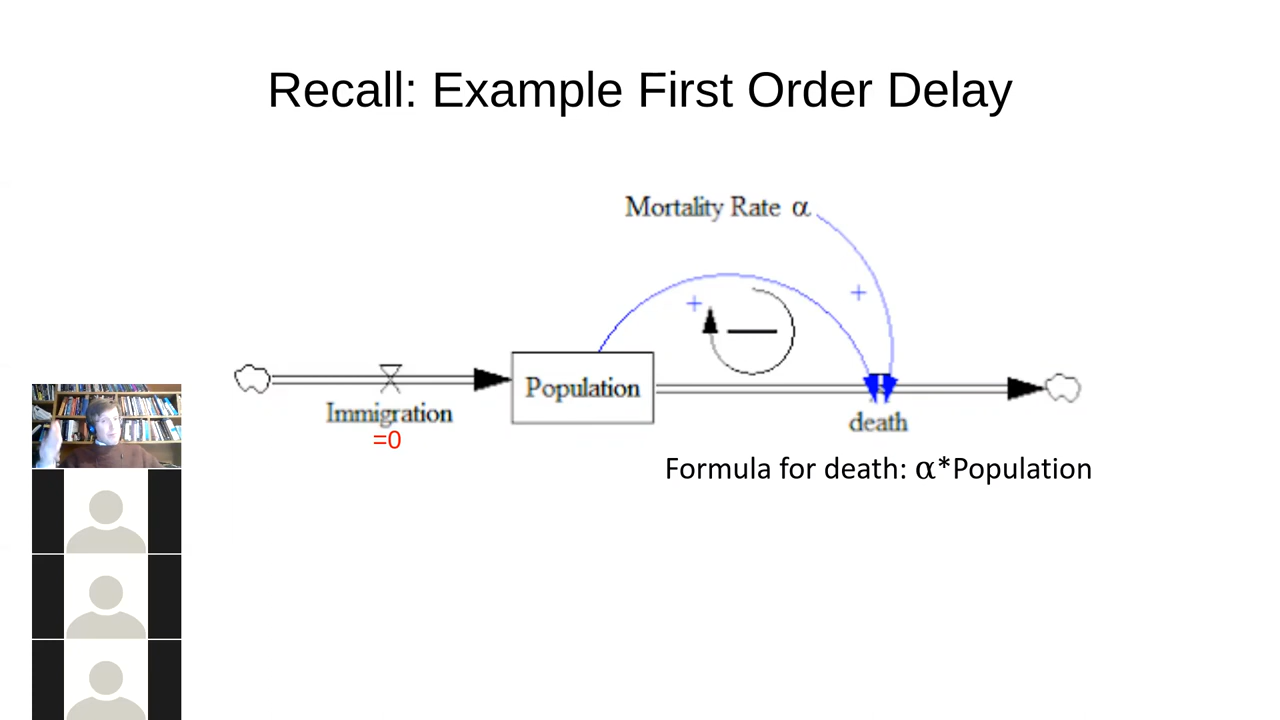 Recall: Example First Order Delay
Mortality Rate α
+
+
Population
Immigration
=0
death
Formula for death: α*Population